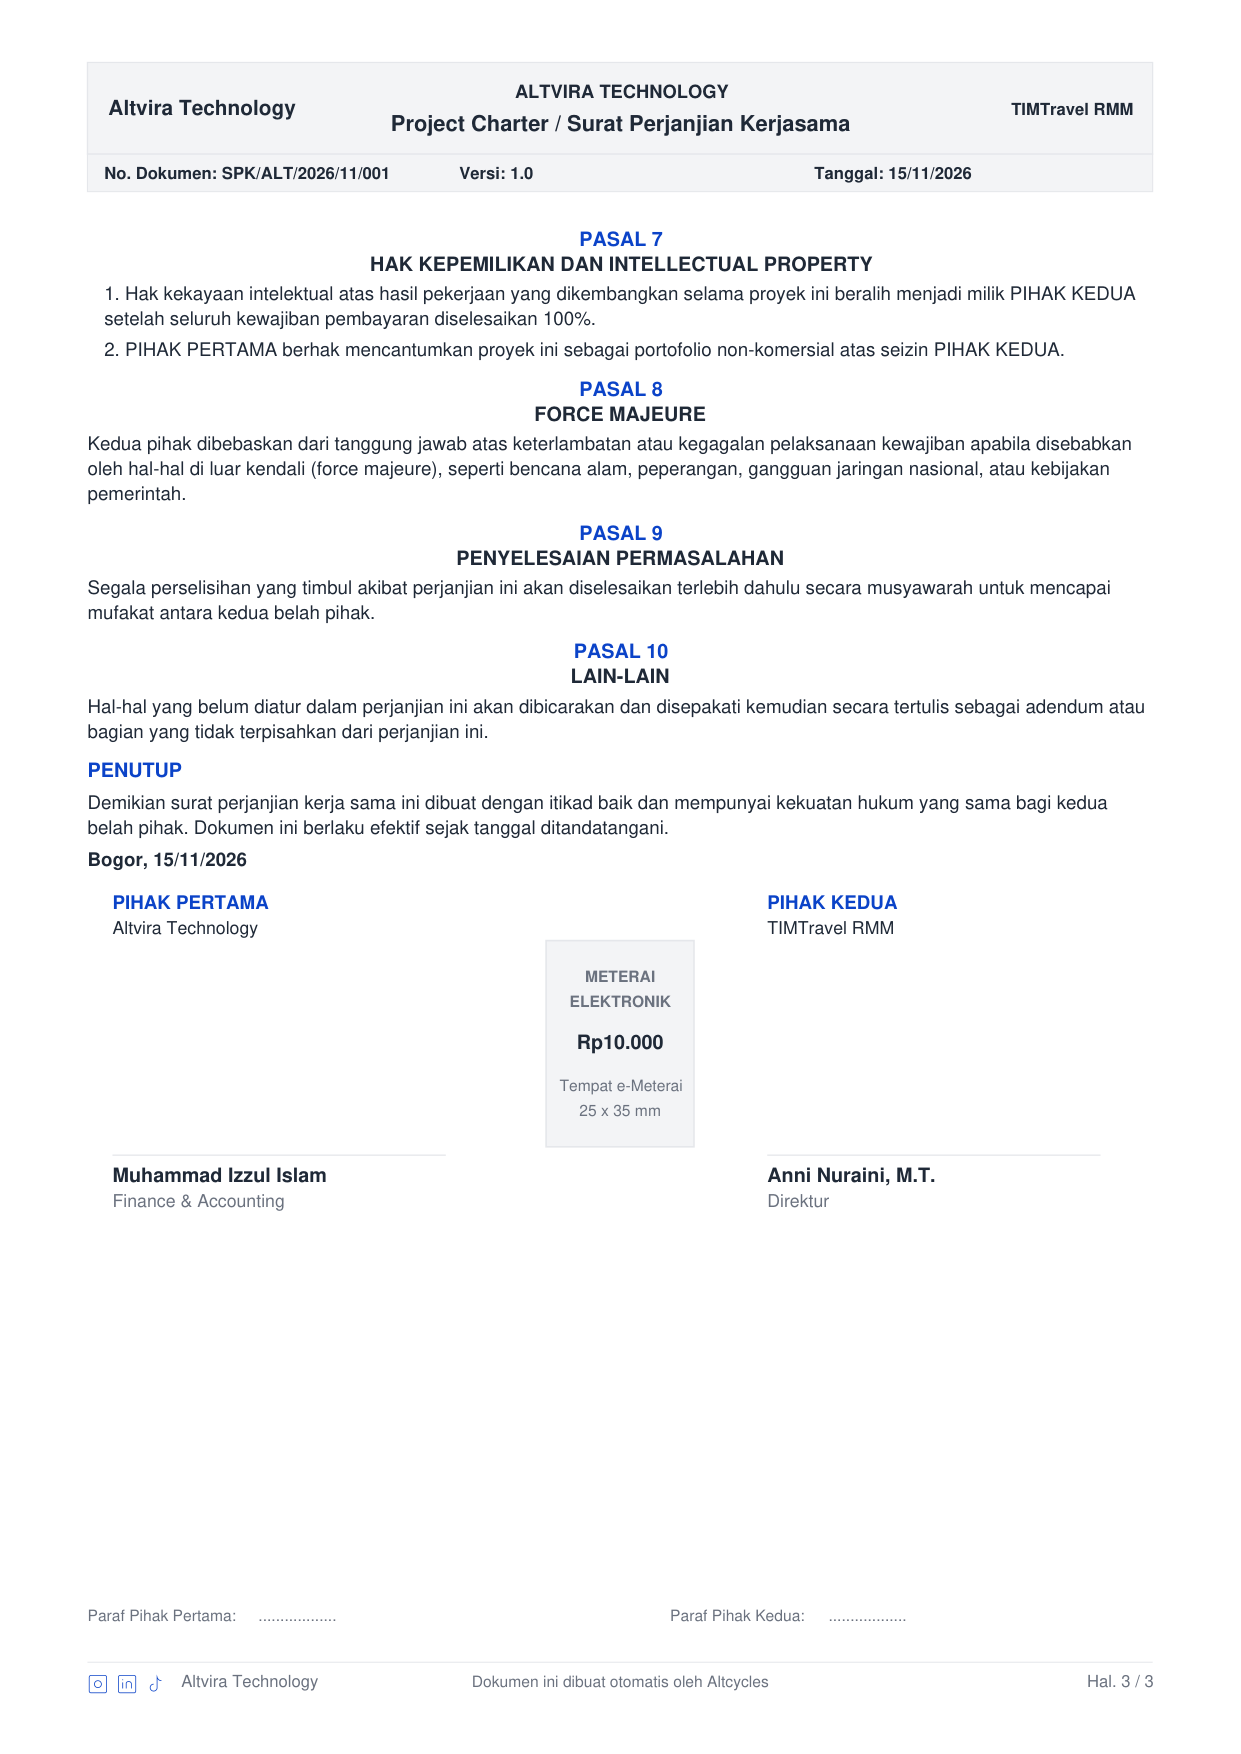 Altvira Technology
ALTVIRA TECHNOLOGY
Project Charter / Surat Perjanjian Kerjasama
TIMTravel RMM
No. Dokumen: SPK/ALT/2026/11/001 Versi: 1.0 Tanggal: 15/11/2026
PASAL 7
HAK KEPEMILIKAN DAN INTELLECTUAL PROPERTY
1. Hak kekayaan intelektual atas hasil pekerjaan yang dikembangkan selama proyek ini beralih menjadi milik PIHAK KEDUA
setelah seluruh kewajiban pembayaran diselesaikan 100%.
2. PIHAK PERTAMA berhak mencantumkan proyek ini sebagai portofolio non-komersial atas seizin PIHAK KEDUA.
PASAL 8
FORCE MAJEURE
Kedua pihak dibebaskan dari tanggung jawab atas keterlambatan atau kegagalan pelaksanaan kewajiban apabila disebabkan
oleh hal-hal di luar kendali (force majeure), seperti bencana alam, peperangan, gangguan jaringan nasional, atau kebijakan
pemerintah.
PASAL 9
PENYELESAIAN PERMASALAHAN
Segala perselisihan yang timbul akibat perjanjian ini akan diselesaikan terlebih dahulu secara musyawarah untuk mencapai
mufakat antara kedua belah pihak.
PASAL 10
LAIN-LAIN
Hal-hal yang belum diatur dalam perjanjian ini akan dibicarakan dan disepakati kemudian secara tertulis sebagai adendum atau
bagian yang tidak terpisahkan dari perjanjian ini.
PENUTUP
Demikian surat perjanjian kerja sama ini dibuat dengan itikad baik dan mempunyai kekuatan hukum yang sama bagi kedua
belah pihak. Dokumen ini berlaku efektif sejak tanggal ditandatangani.
Bogor, 15/11/2026
PIHAK PERTAMA
Altvira Technology
PIHAK KEDUA
TIMTravel RMM
METERAI
ELEKTRONIK
Rp10.000
Tempat e-Meterai
25 x 35 mm
Muhammad Izzul Islam
Finance & Accounting
Anni Nuraini, M.T.
Direktur
Paraf Pihak Pertama: .................. Paraf Pihak Kedua: ..................
in Altvira Technology Dokumen ini dibuat otomatis oleh Altcycles Hal. 3 / 3